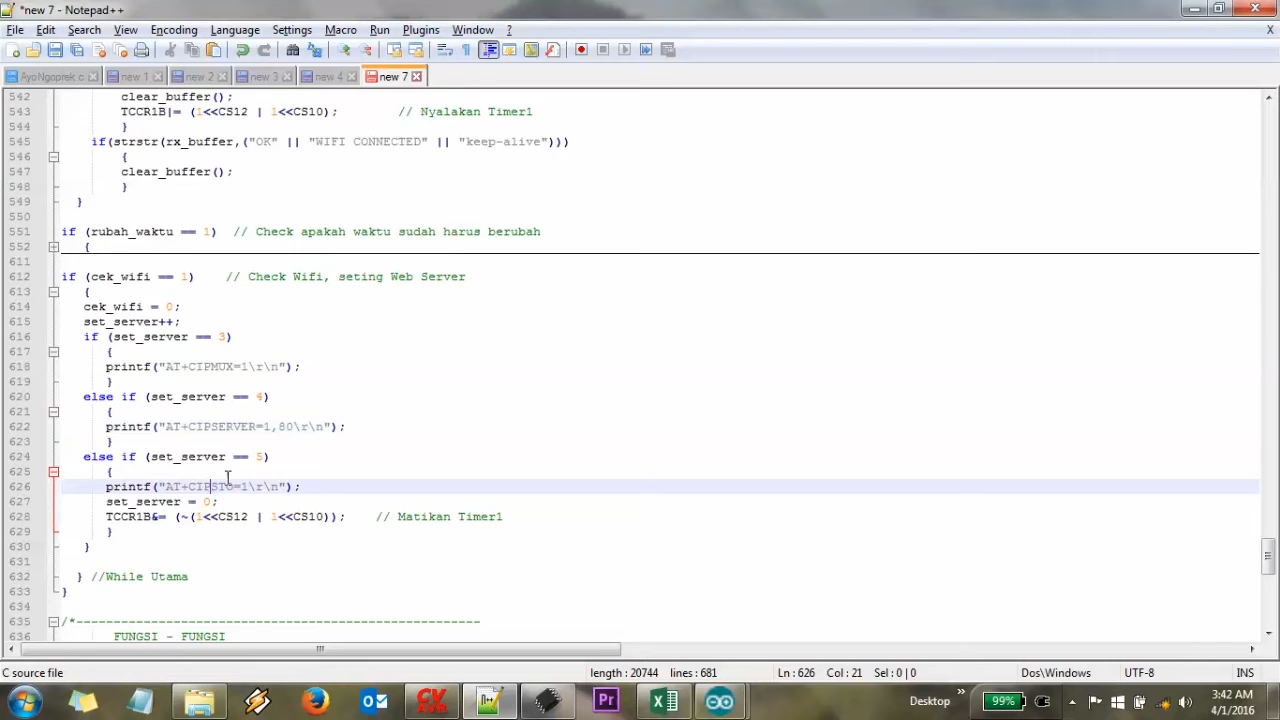 *new 7 - Notepad++
File Edit Search View Encoding Language Settings Macro Run Plugins Window ? X
AyoNgoprek.c new 1 new 2 new 3 new 4 new 7
542 clear_buffer();
543 TCCR1B|= (1<<CS12 | 1<<CS10); // Nyalakan Timer1
544 }
545 if(strstr(rx_buffer,("OK" || "WIFI CONNECTED" || "keep-alive")))
546 {
547 clear_buffer();
548 }
549 }
550
551 if (rubah_waktu == 1) // Check apakah waktu sudah harus berubah
552 {
611
612 if (cek_wifi == 1) // Check Wifi, seting Web Server
613 {
614 cek_wifi = 0;
615 set_server++;
616 if (set_server == 3)
617 {
618 printf("AT+CIPMUX=1\r\n");
619 }
620 else if (set_server == 4)
621 {
622 printf("AT+CIPSERVER=1,80\r\n");
623 }
624 else if (set_server == 5)
625 {
626 printf("AT+CIPSTO=1\r\n");
627 set_server = 0;
628 TCCR1B&= (~(1<<CS12 | 1<<CS10)); // Matikan Timer1
629 }
630 }
631
632 } //While Utama
633 }
634
635 /*--------------------------------------------------
636 FUNGSI - FUNGSI
C source file length : 20744 lines : 681 Ln : 626 Col : 21 Sel : 0 | 0 Dos\Windows UTF-8 INS
CV AVR Pr Desktop » 99% 3:42 AM
4/1/2016